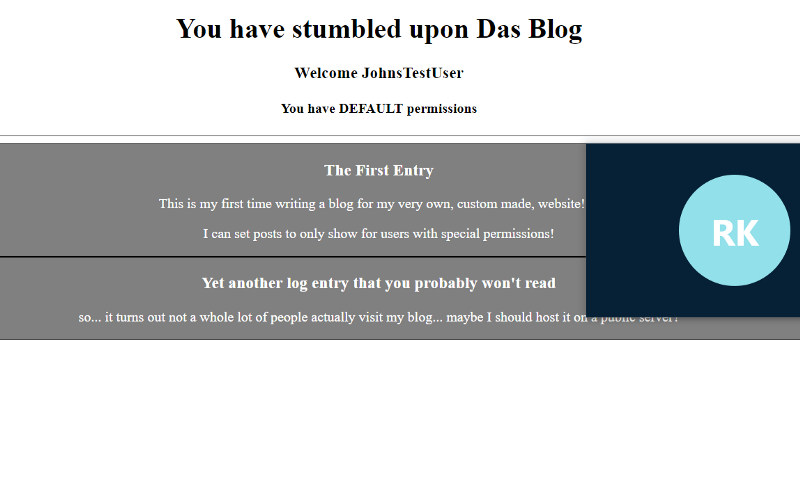 You have stumbled upon Das Blog
Welcome JohnsTestUser
You have DEFAULT permissions
The First Entry
This is my first time writing a blog for my very own, custom made, website!
I can set posts to only show for users with special permissions!
RK
Yet another log entry that you probably won't read
so... it turns out not a whole lot of people actually visit my blog... maybe I should host it on a public server?